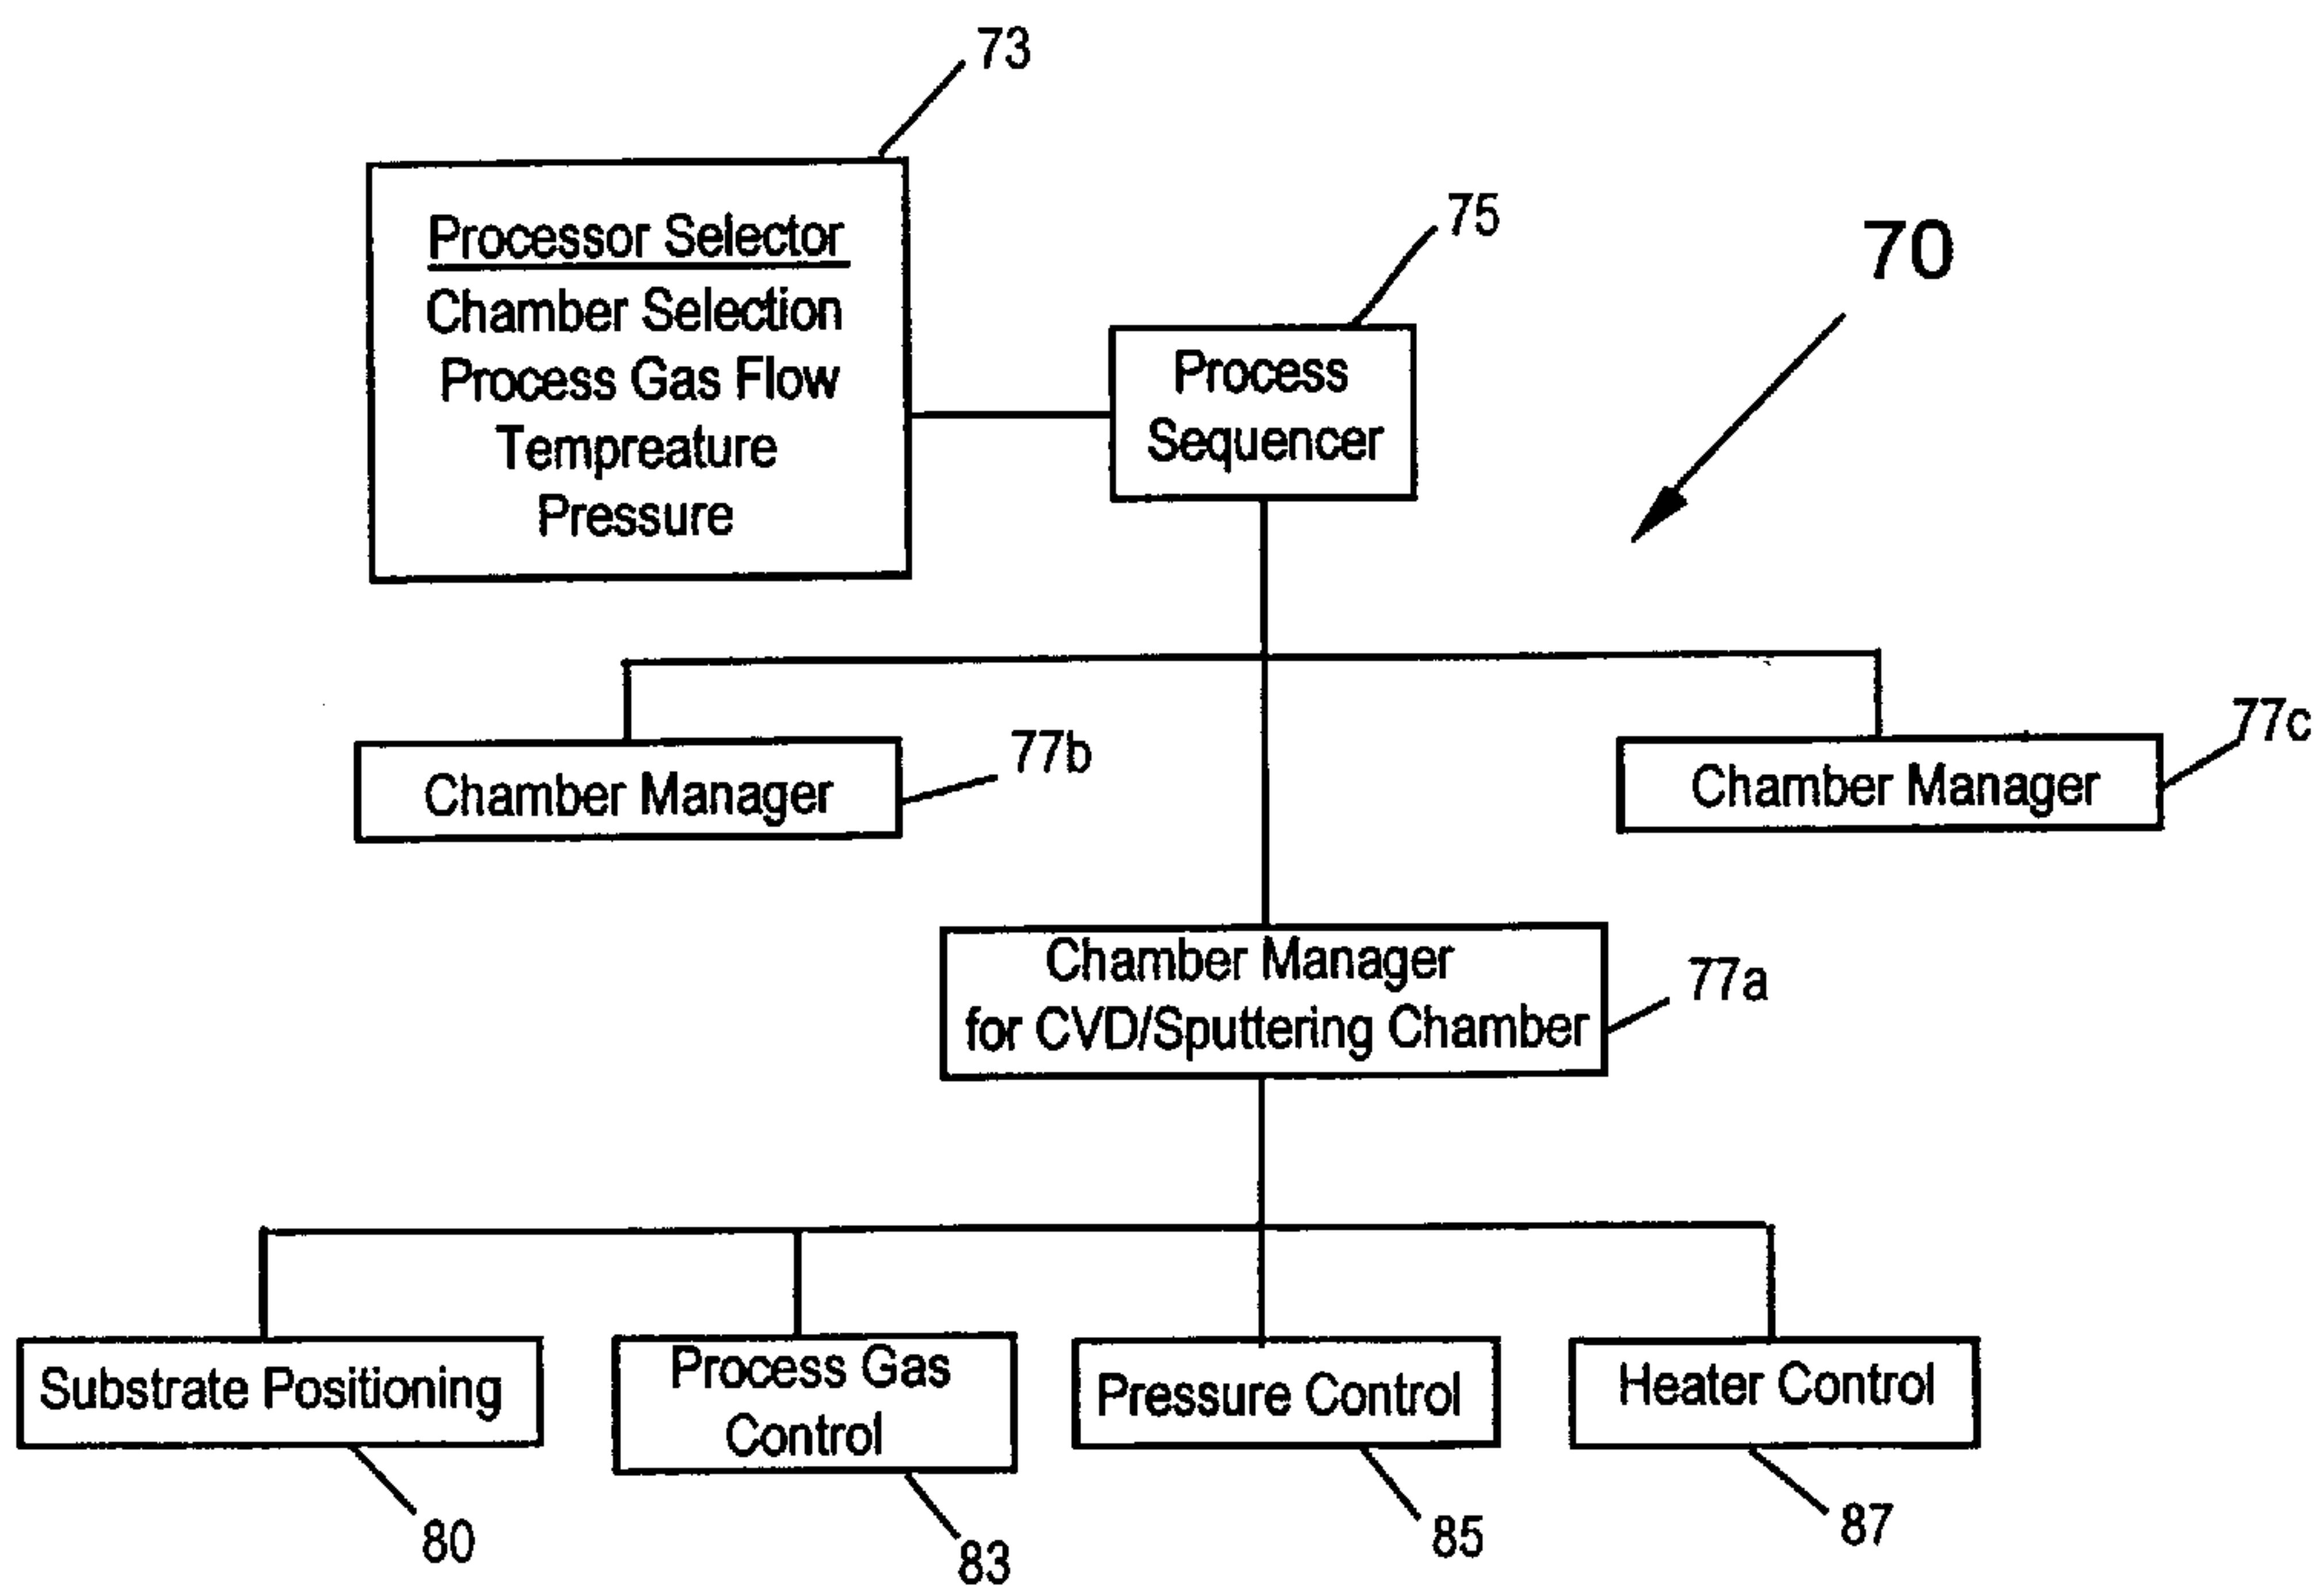 73
Processor Selector
Chamber Selection
Process Gas Flow
Tempreature
Pressure
75
Process
Sequencer
70
77b
Chamber Manager
77c
Chamber Manager
Chamber Manager
for CVD/Sputtering Chamber
77a
Substrate Positioning
80
Process Gas
Control
83
Pressure Control
85
Heater Control
87